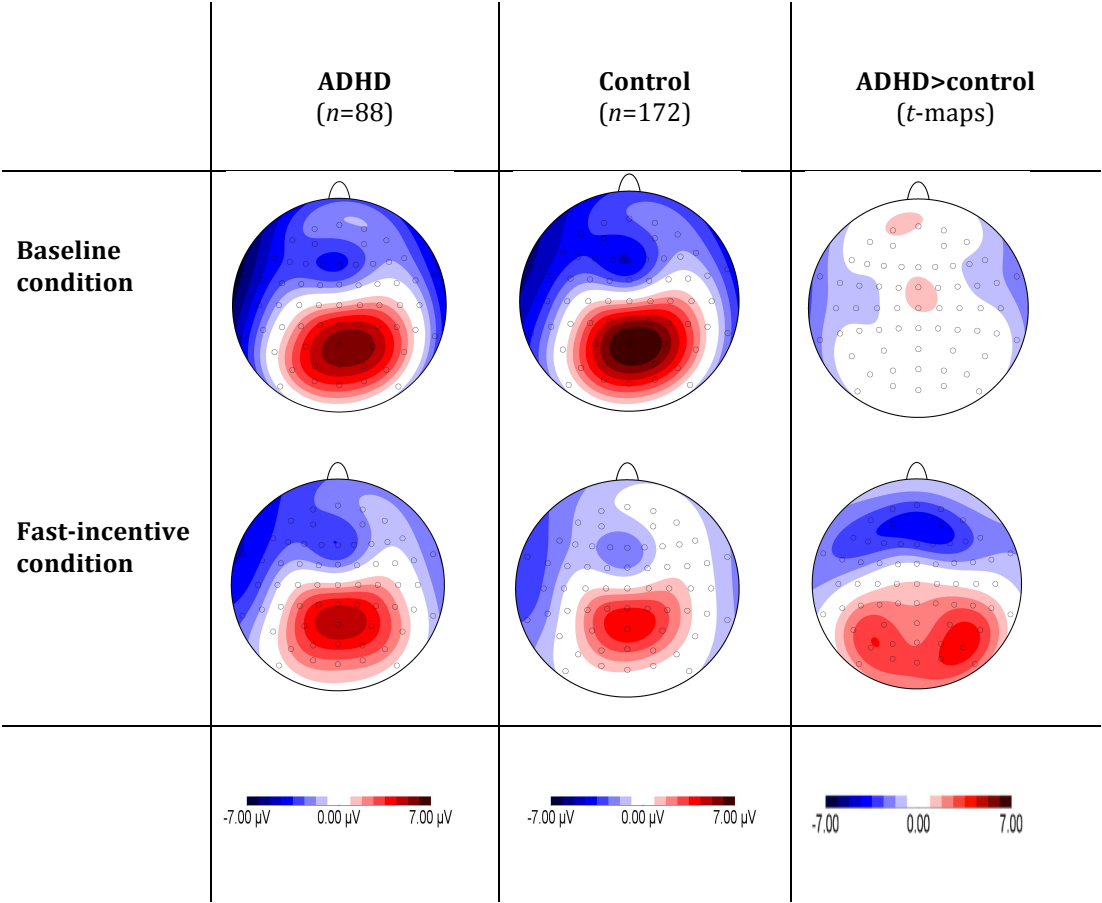 ADHD
(n=88)
Control
(n=172)
ADHD>control
(t-maps)
Baseline
condition
Fast-incentive
condition
-7.00 µV 0.00 µV 7.00 µV
-7.00 µV 0.00 µV 7.00 µV
-7.00 0.00 7.00